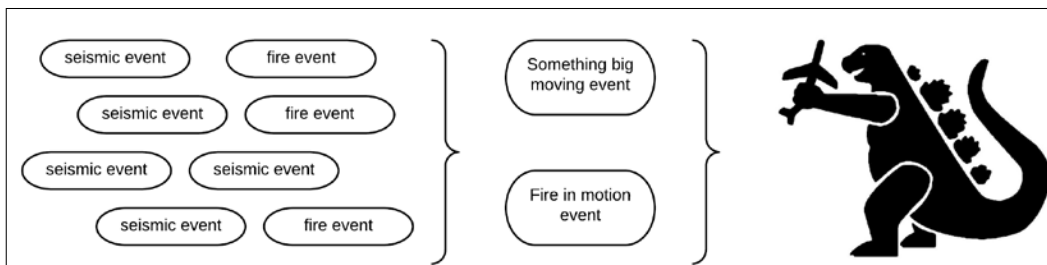 seismic event
fire event
seismic event
fire event
seismic event
seismic event
seismic event
fire event
Something big
moving event
Fire in motion
event